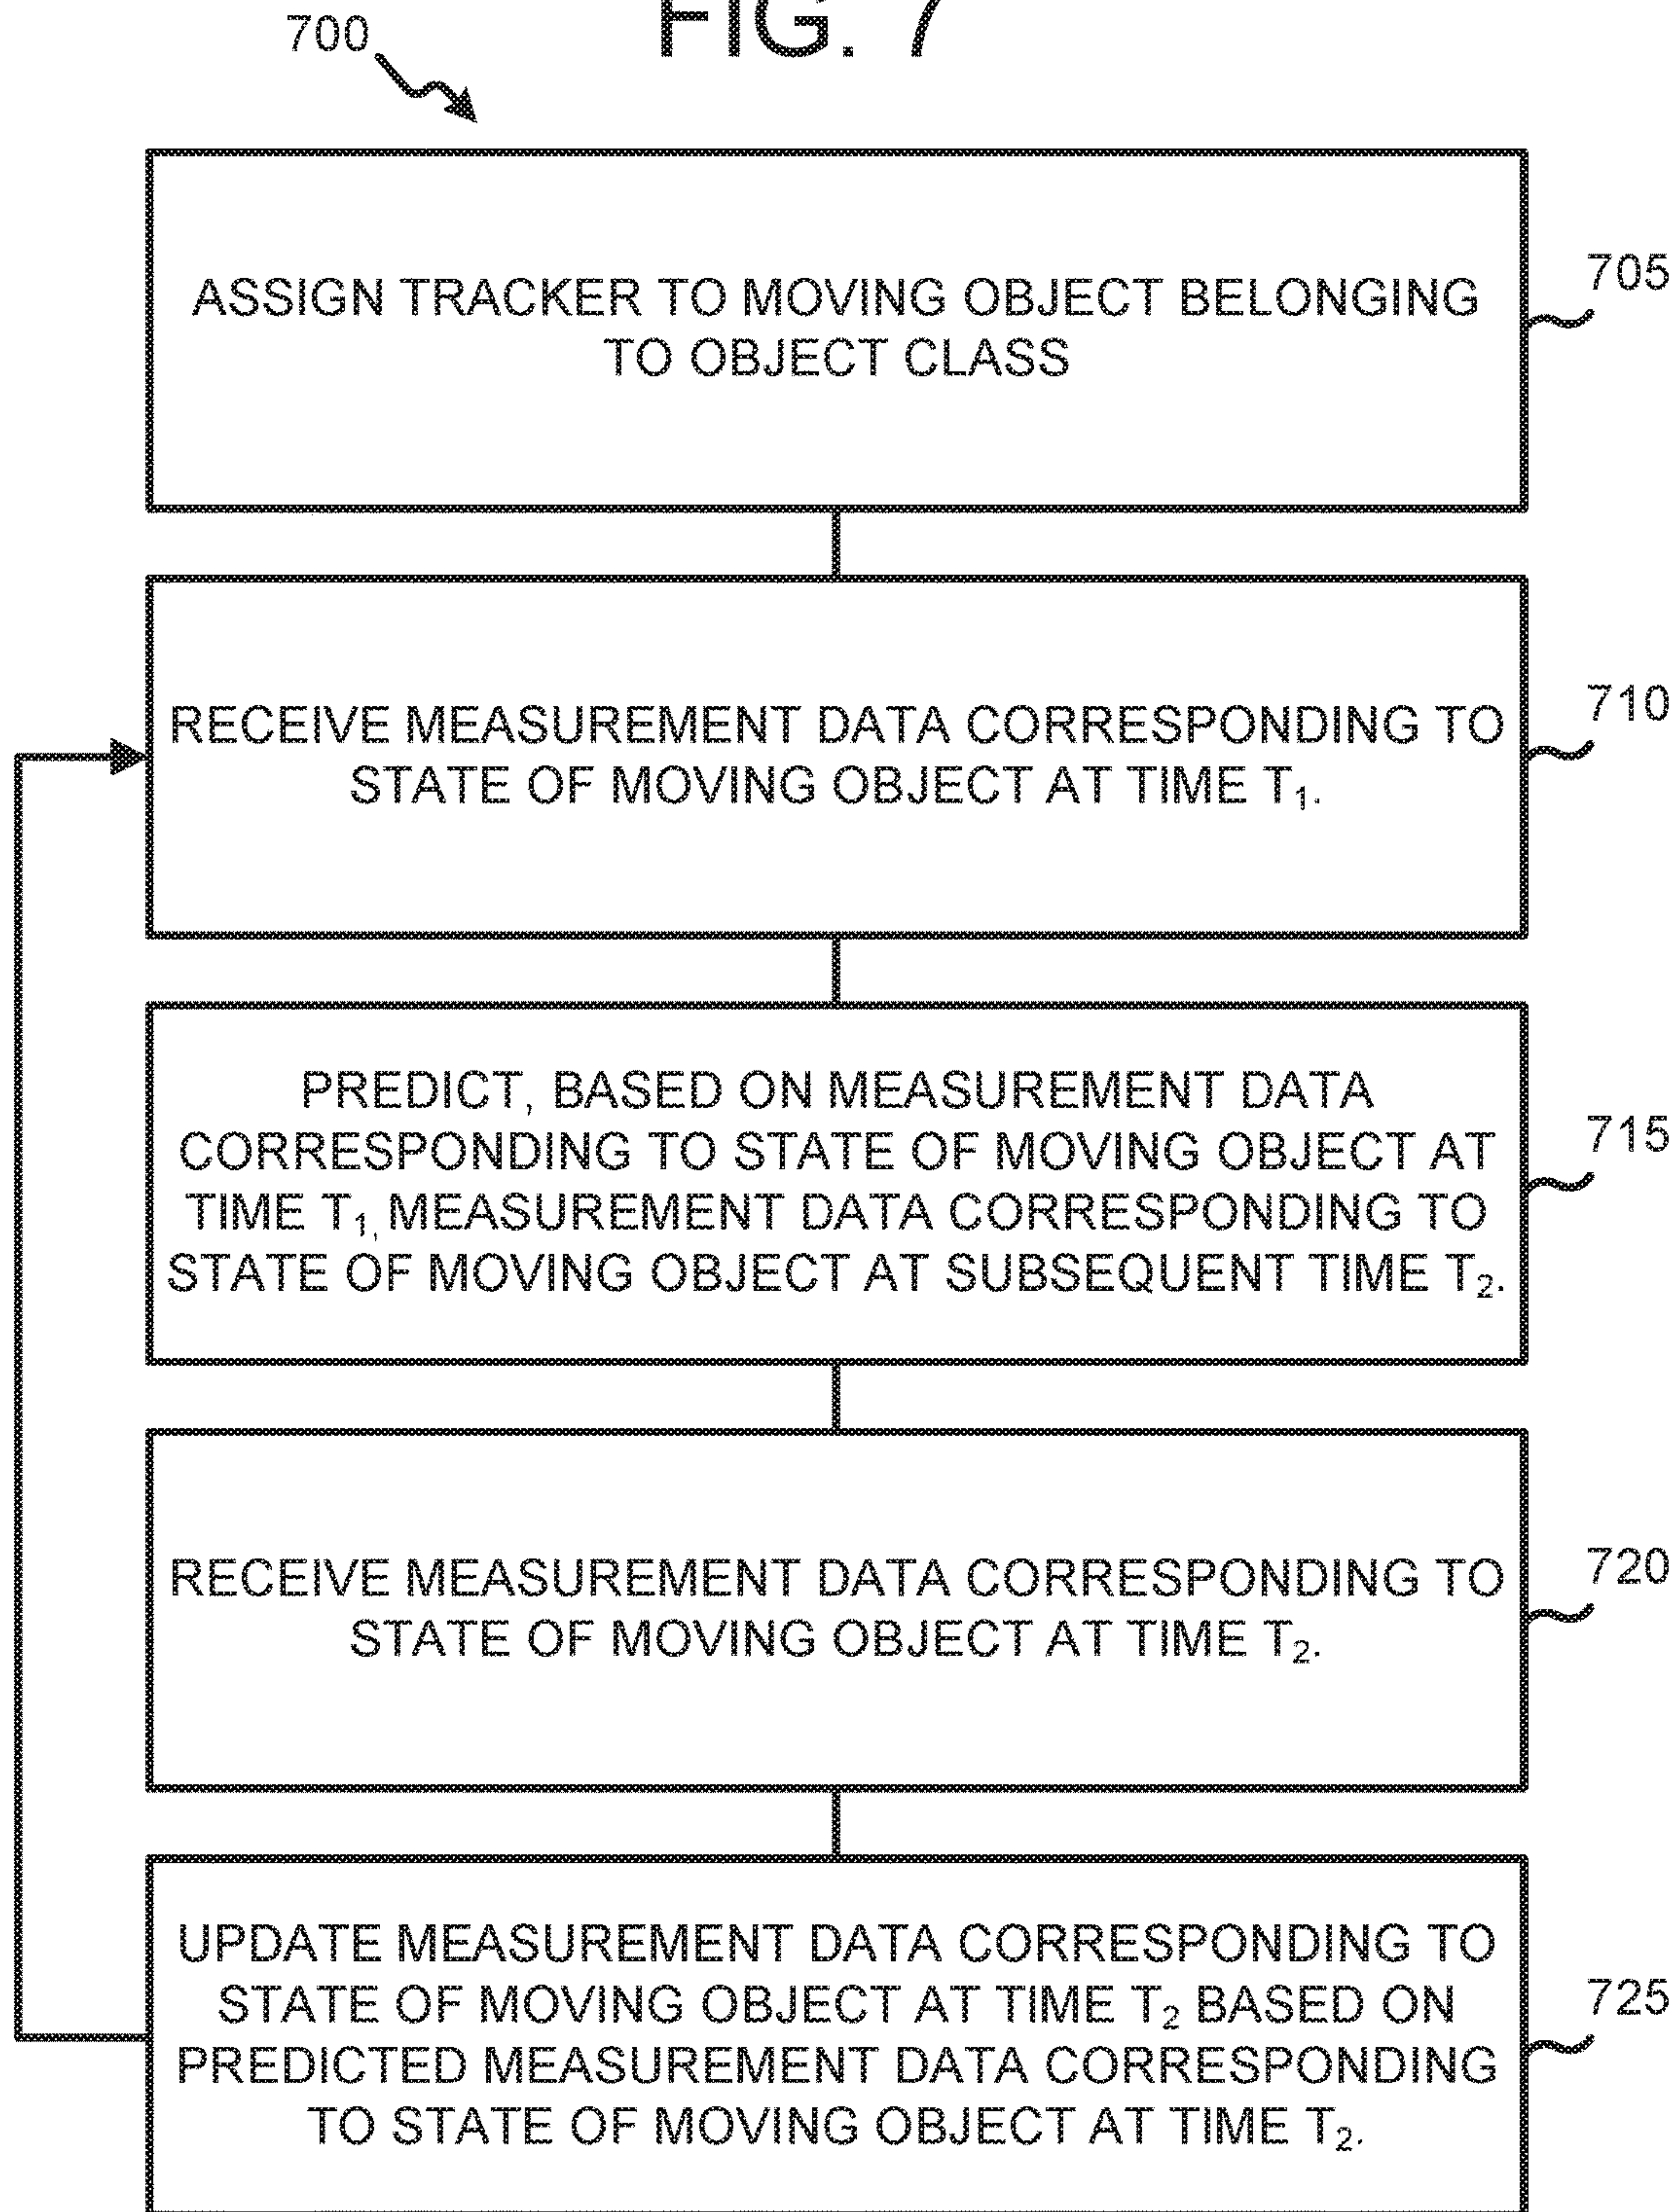 FIG. 7
700
ASSIGN TRACKER TO MOVING OBJECT BELONGING
TO OBJECT CLASS
705
RECEIVE MEASUREMENT DATA CORRESPONDING TO
STATE OF MOVING OBJECT AT TIME T₁.
710
PREDICT, BASED ON MEASUREMENT DATA
CORRESPONDING TO STATE OF MOVING OBJECT AT
TIME T₁, MEASUREMENT DATA CORRESPONDING TO
STATE OF MOVING OBJECT AT SUBSEQUENT TIME T₂.
715
RECEIVE MEASUREMENT DATA CORRESPONDING TO
STATE OF MOVING OBJECT AT TIME T₂.
720
UPDATE MEASUREMENT DATA CORRESPONDING TO
STATE OF MOVING OBJECT AT TIME T₂ BASED ON
PREDICTED MEASUREMENT DATA CORRESPONDING
TO STATE OF MOVING OBJECT AT TIME T₂.
725